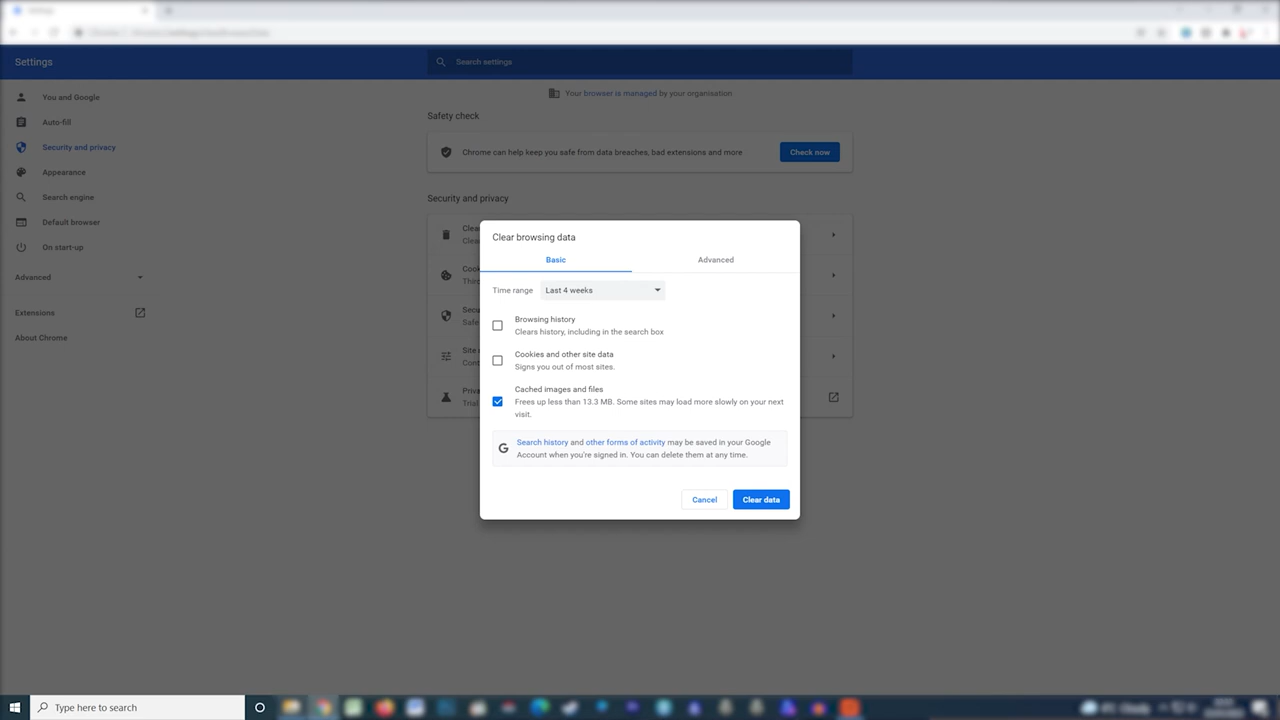 Settings
Search settings
You and Google
Auto-fill
Security and privacy
Appearance
Search engine
Default browser
On start-up
Advanced
Extensions
About Chrome
Your browser is managed by your organisation
Safety check
Chrome can help keep you safe from data breaches, bad extensions and more
Check now
Security and privacy
Clear browsing data
Basic
Advanced
Time range
Last 4 weeks
Browsing history
Clears history, including in the search box
Cookies and other site data
Signs you out of most sites.
Cached images and files
Frees up less than 13.3 MB. Some sites may load more slowly on your next
visit.
Search history and other forms of activity may be saved in your Google
Account when you're signed in. You can delete them at any time.
Cancel
Clear data
Type here to search